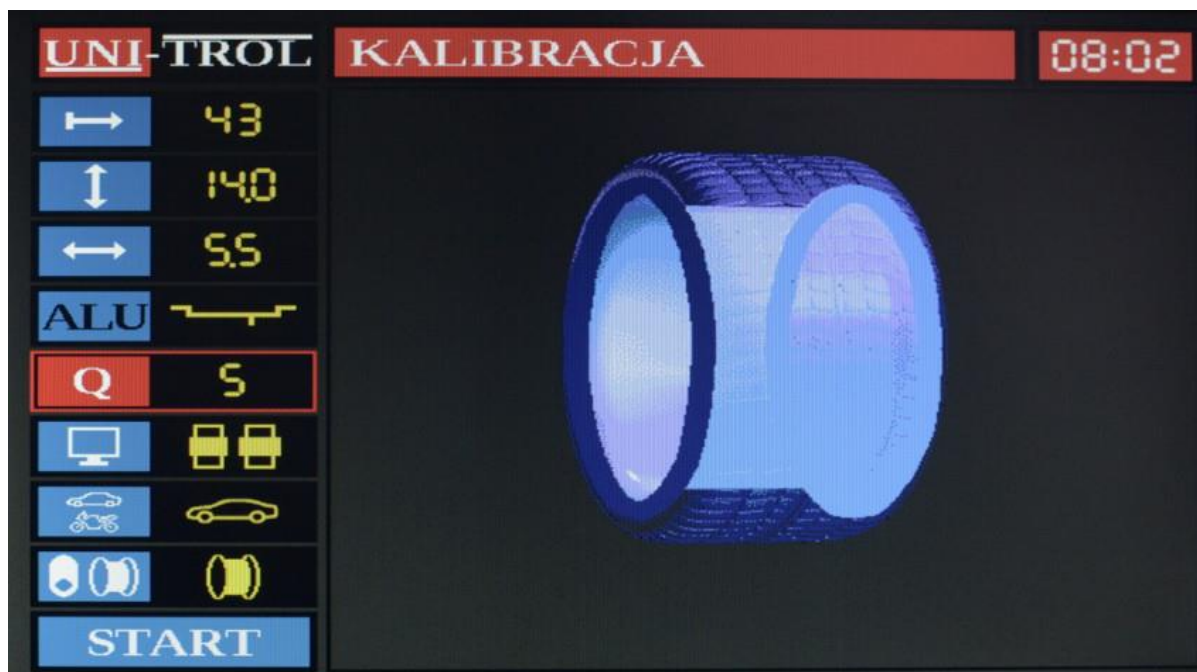 UNI-TROL
KALIBRACJA
08:02
43
14.0
5.5
ALU
Q
5
START